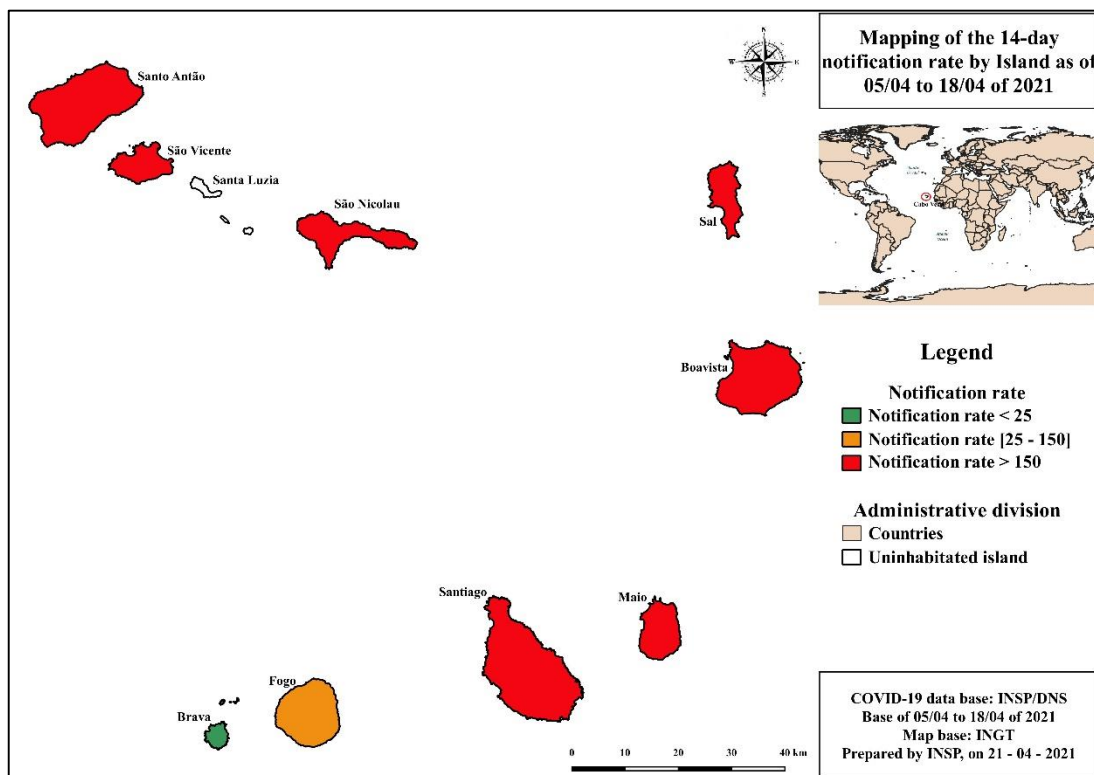 Mapping of the 14-day
notification rate by Island as of
05/04 to 18/04 of 2021
N
W
E
S
Santo Antão
São Vicente
Santa Luzia
São Nicolau
Sal
Boavista
Cabo Verde
Legend
Notification rate
Notification rate < 25
Notification rate [25 - 150]
Notification rate > 150
Administrative division
Countries
Uninhabitated island
Santiago
Maio
Fogo
Brava
0 10 20 30 40 km
COVID-19 data base: INSP/DNS
Base of 05/04 to 18/04 of 2021
Map base: INGT
Prepared by INSP, on 21 - 04 - 2021